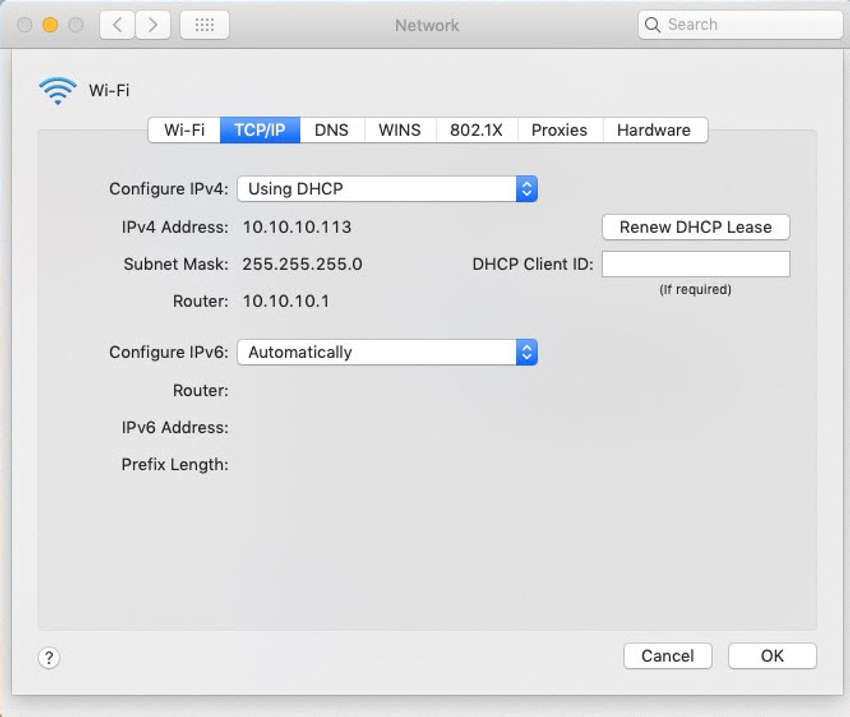 Network
Search
Wi-Fi
Wi-Fi TCP/IP DNS WINS 802.1X Proxies Hardware
Configure IPv4: Using DHCP
IPv4 Address: 10.10.10.113 Renew DHCP Lease
Subnet Mask: 255.255.255.0 DHCP Client ID:
(If required)
Router: 10.10.10.1
Configure IPv6: Automatically
Router:
IPv6 Address:
Prefix Length:
? Cancel OK